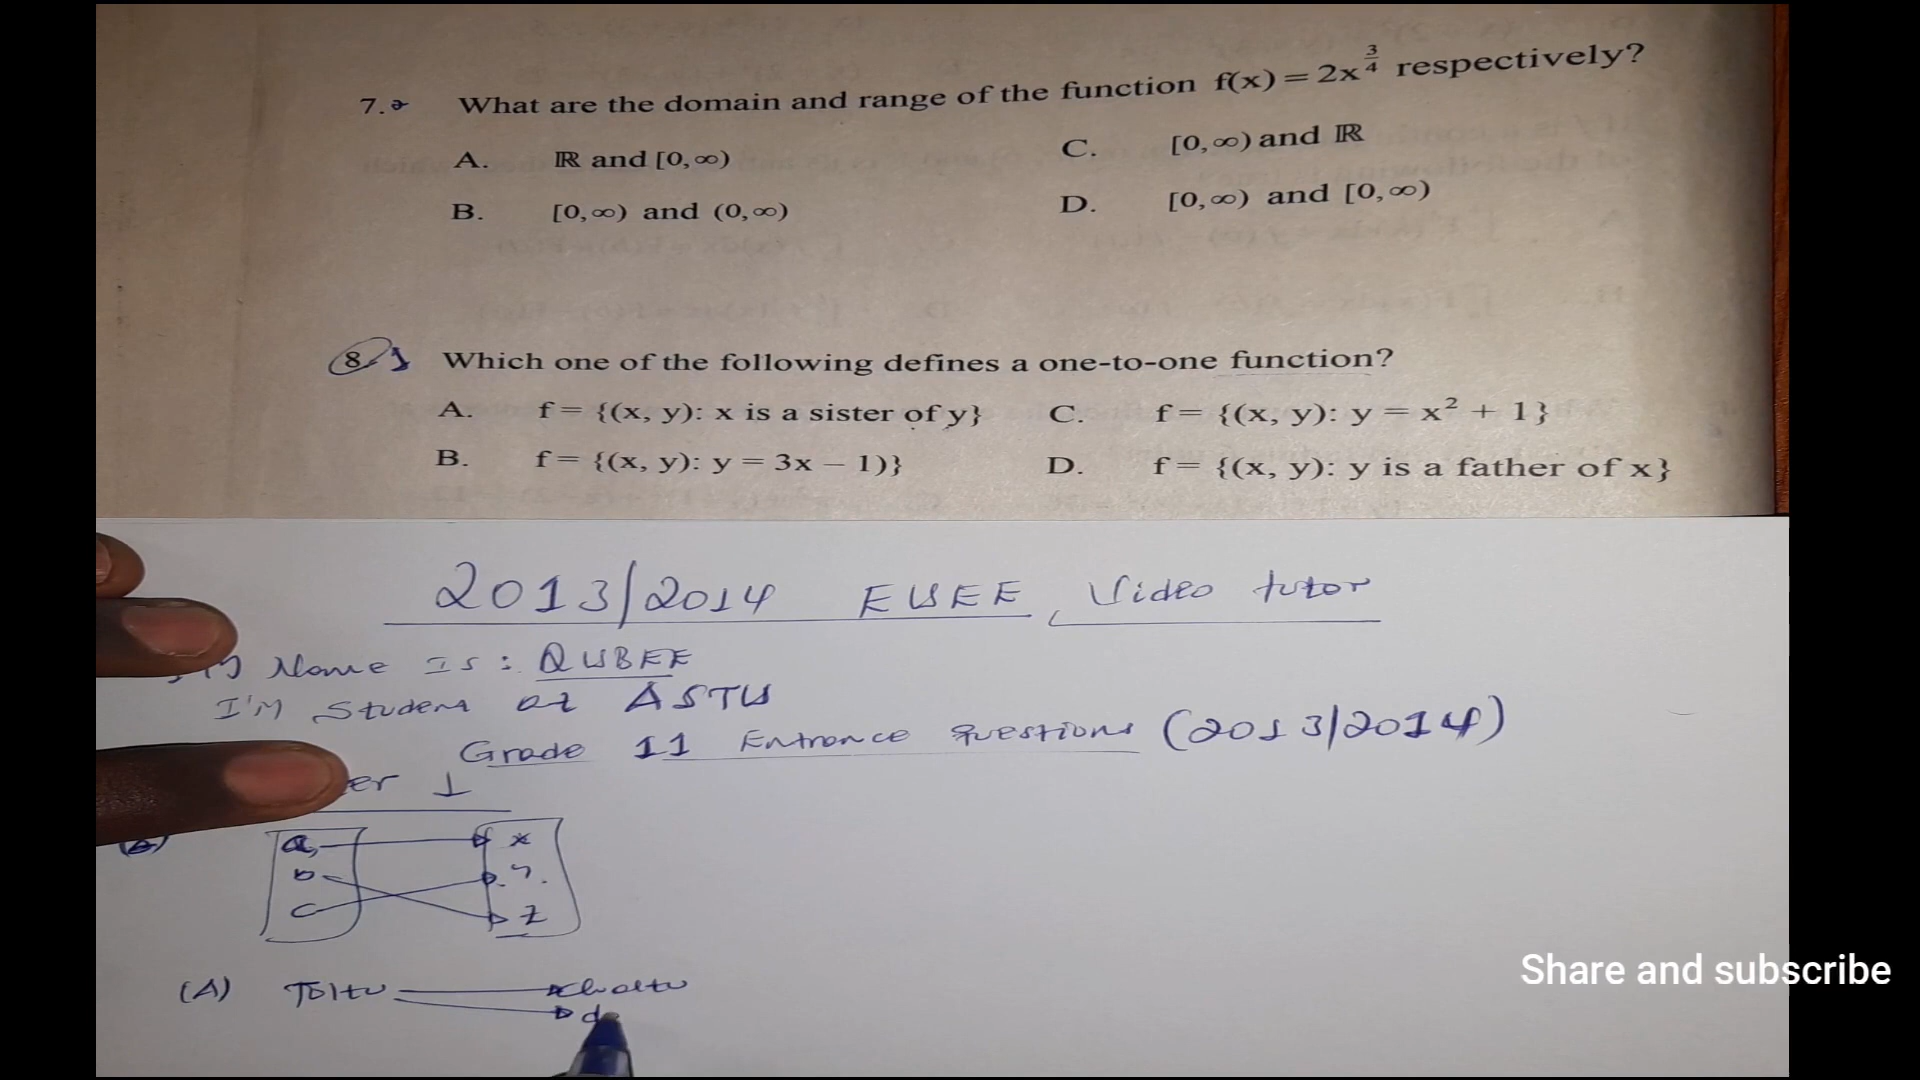 7. What are the domain and range of the function f(x) = 2x^(3/4) respectively?
A. ℝ and [0, ∞)
B. [0, ∞) and (0, ∞)
C. [0, ∞) and ℝ
D. [0, ∞) and [0, ∞)
8. Which one of the following defines a one-to-one function?
A. f = {(x, y): x is a sister of y}
B. f = {(x, y): y = 3x – 1)}
C. f = {(x, y): y = x² + 1}
D. f = {(x, y): y is a father of x}
2013/2014 EUEE Video tutor
Name Is: QUBEE
I'M Student at ASTU
Grade 11 Entrance questions (2013/2014)
er 1
a x
b y
c z
(A) Toltu
Share and subscribe